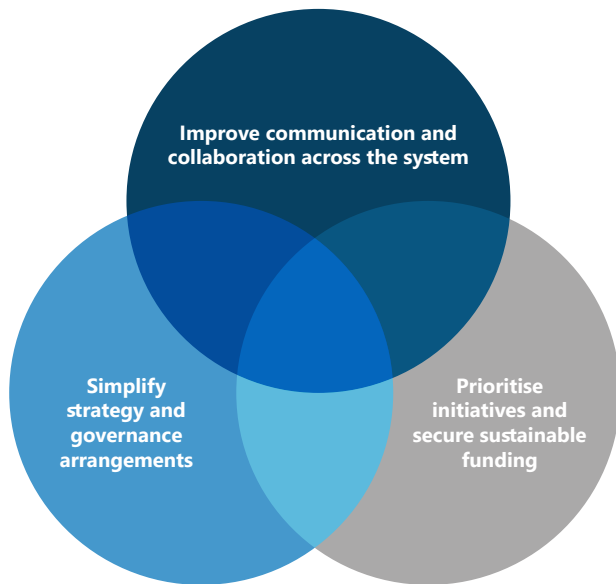 Improve communication and
collaboration across the system
Simplify
strategy and
governance
arrangements
Prioritise
initiatives and
secure sustainable
funding